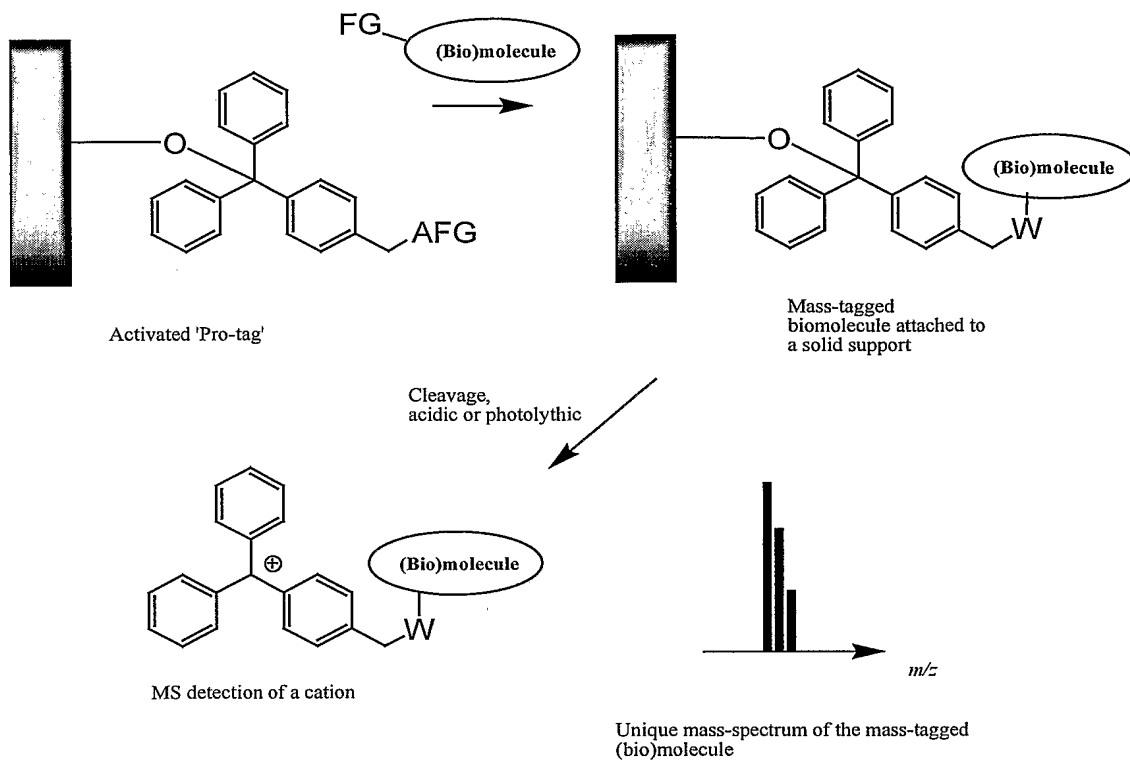 FG
(Bio)molecule
O
AFG
Activated 'Pro-tag'
O
(Bio)molecule
W
Mass-tagged
biomolecule attached to
a solid support
Cleavage,
acidic or photolythic
⊕
(Bio)molecule
W
MS detection of a cation
m/z
Unique mass-spectrum of the mass-tagged
(bio)molecule